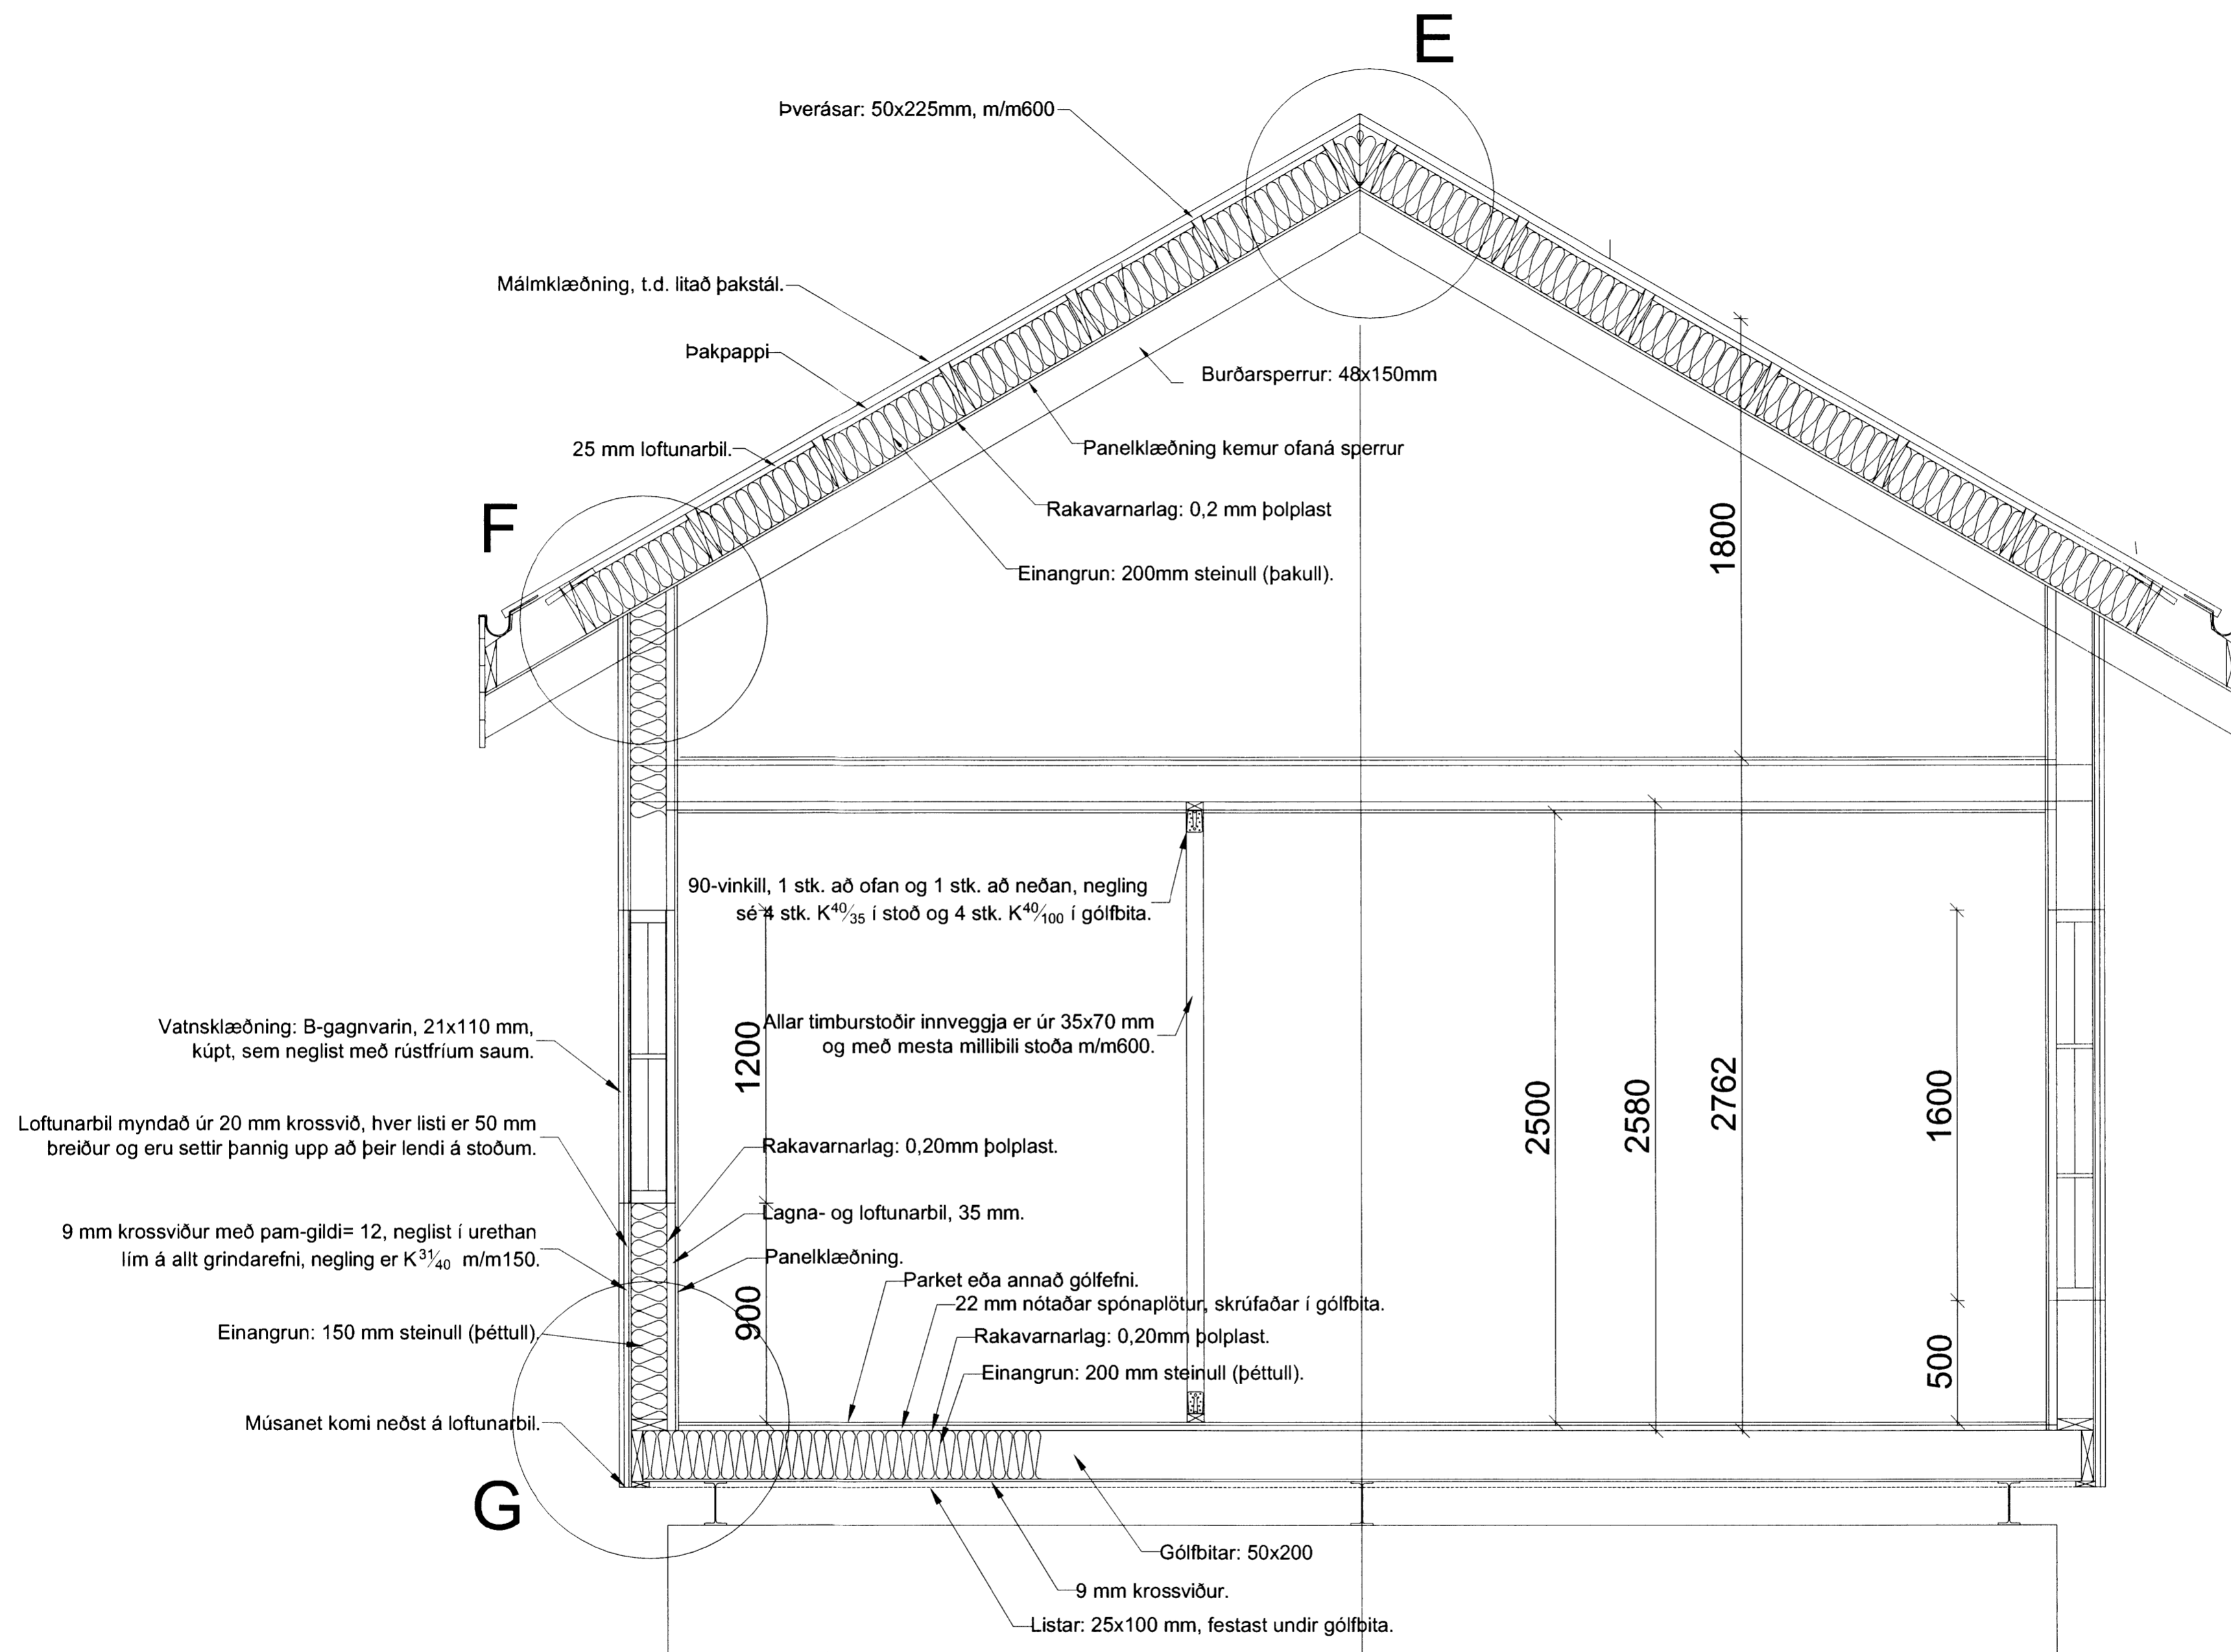 E
Þverásar: 50x225mm, m/m600
Málmklæðning, t.d. litað þakstál.
Þakpappi
Burðarsperrur: 48x150mm
25 mm loftunarbil.
Panelklæðning kemur ofaná sperrur
F
Rakavarnarlag: 0,2 mm þolplast
Einangrun: 200mm steinull (þakull).
1800
90-vinkill, 1 stk. að ofan og 1 stk. að neðan, negling
sé 4 stk. K40/35 í stoð og 4 stk. K40/100 í gólfbita.
Vatnsklæðning: B-gagnvarin, 21x110 mm,
kúpt, sem neglist með rústfríum saum.
1200
Allar timburstoðir innveggja er úr 35x70 mm
og með mesta millibili stoða m/m600.
2500
2580
2762
1600
Loftunarbil myndað úr 20 mm krossvið, hver listi er 50 mm
breiður og eru settir þannig upp að þeir lendi á stoðum.
Rakavarnarlag: 0,20mm þolplast.
Lagna- og loftunarbil, 35 mm.
9 mm krossviður með pam-gildi= 12, neglist í urethan
lím á allt grindarefni, negling er K31/40 m/m150.
Panelklæðning.
Parket eða annað gólfefni.
900
22 mm nótaðar spónaplötur, skrúfaðar í gólfbita.
Einangrun: 150 mm steinull (þéttull).
Rakavarnarlag: 0,20mm þolplast.
Einangrun: 200 mm steinull (þéttull).
500
Músanet komi neðst á loftunarbil.
G
Gólfbitar: 50x200
9 mm krossviður.
Listar: 25x100 mm, festast undir gólfbita.